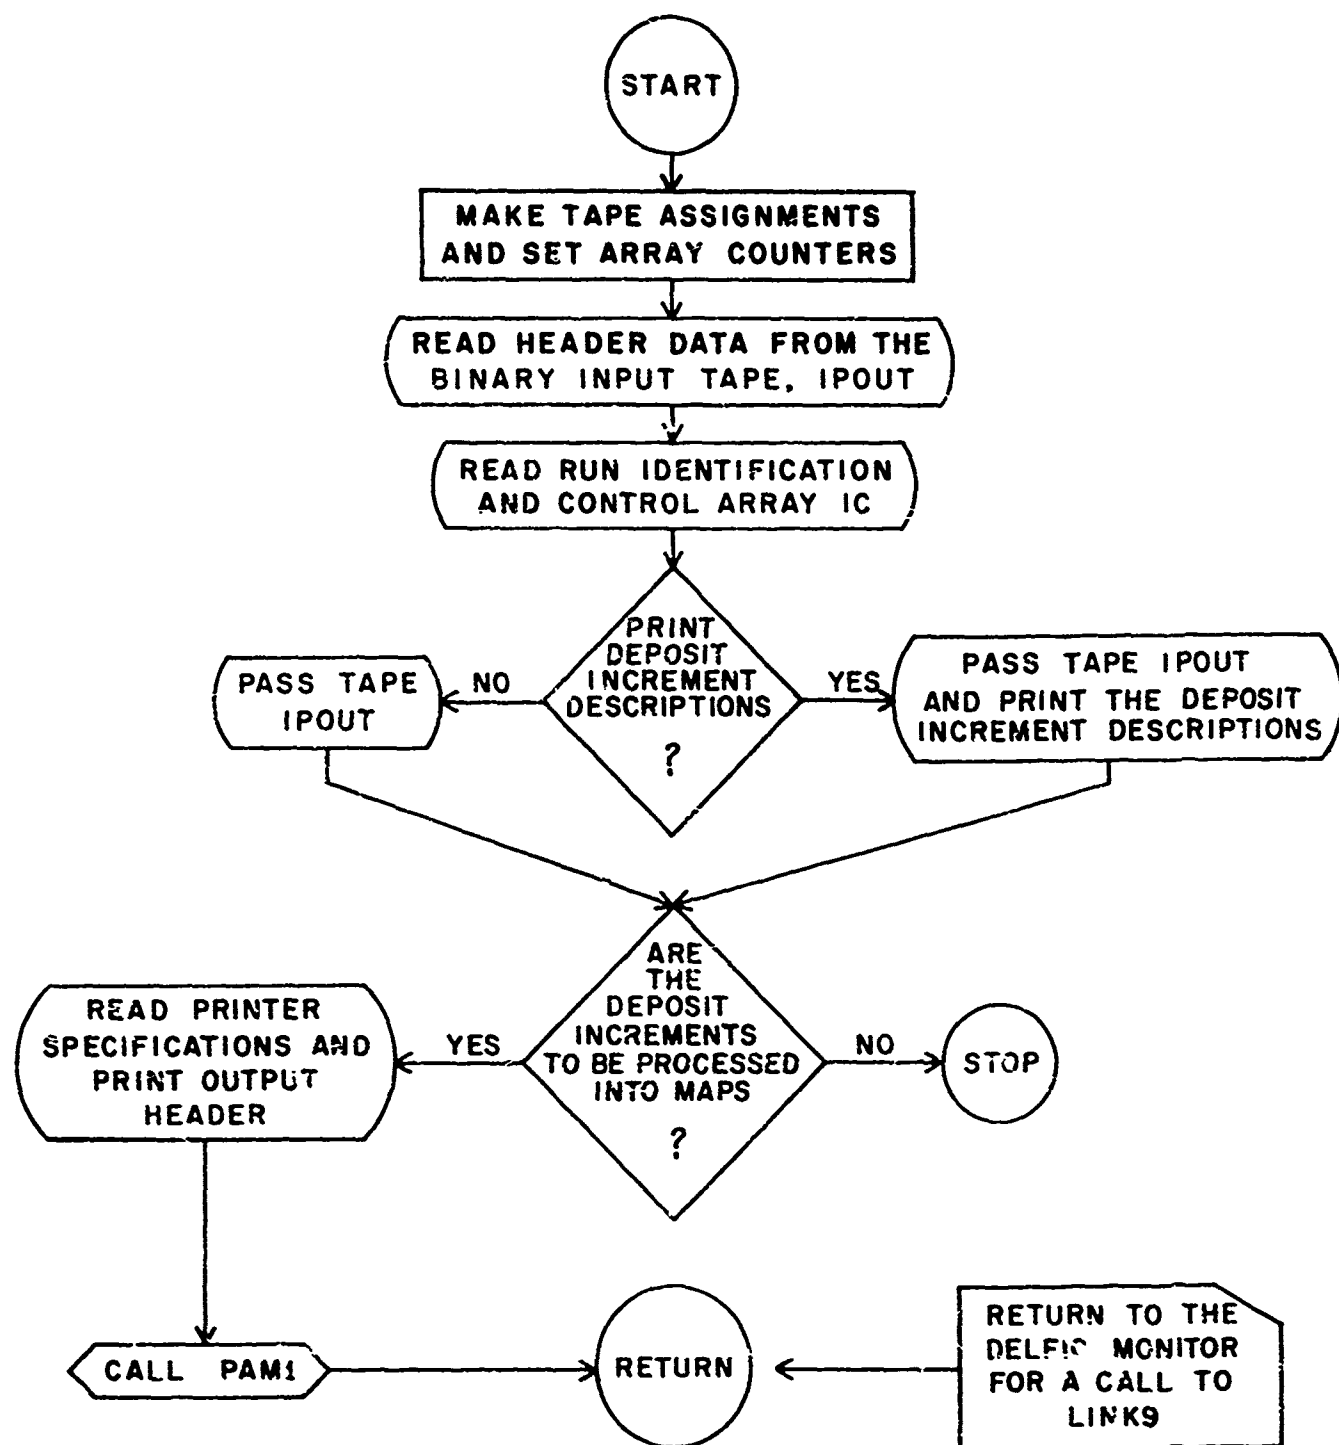 START
MAKE TAPE ASSIGNMENTS
AND SET ARRAY COUNTERS
READ HEADER DATA FROM THE
BINARY INPUT TAPE, IPOUT
READ RUN IDENTIFICATION
AND CONTROL ARRAY IC
PRINT
DEPOSIT
INCREMENT
DESCRIPTIONS
?
NO
YES
PASS TAPE
IPOUT
PASS TAPE IPOUT
AND PRINT THE DEPOSIT
INCREMENT DESCRIPTIONS
ARE
THE
DEPOSIT
INCREMENTS
TO BE PROCESSED
INTO MAPS
?
YES
NO
READ PRINTER
SPECIFICATIONS AND
PRINT OUTPUT
HEADER
STOP
CALL PAM1
RETURN
RETURN TO THE
DELFIC MONITOR
FOR A CALL TO
LINK9